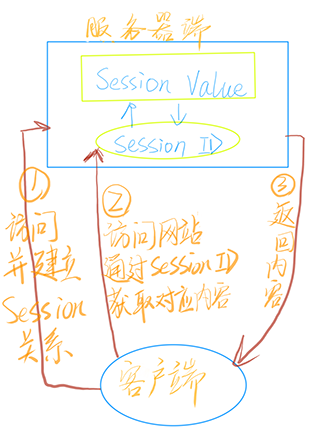 服务器端
Session Value
Session ID
①
访问
并建立
Session
关系
②
访问网站
通过Session ID
获取对应内容
③
返回内容
客户端